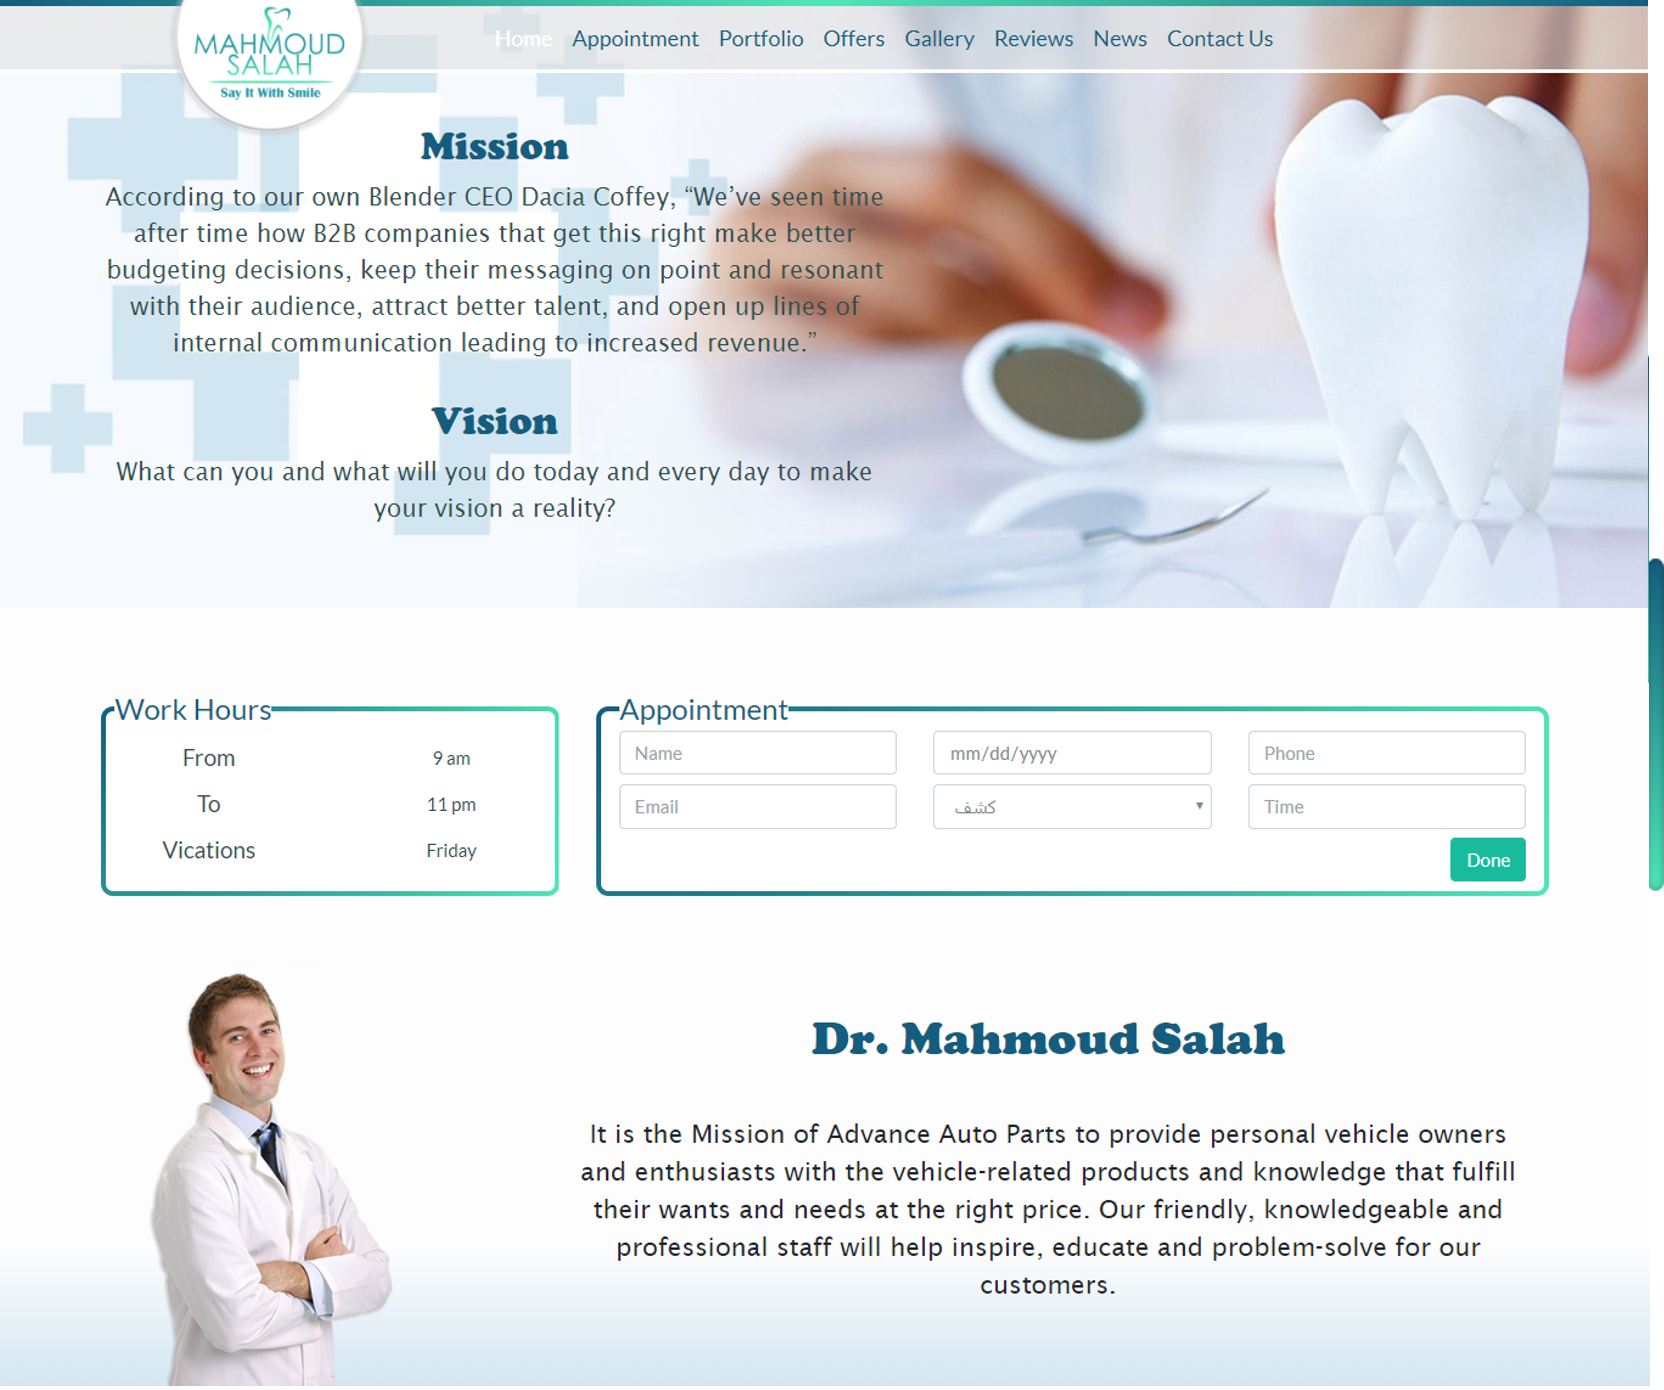 MAHMOUD
SALAH
Say It With Smile
Home Appointment Portfolio Offers Gallery Reviews News Contact Us
Mission
According to our own Blender CEO Dacia Coffey, “We’ve seen time
after time how B2B companies that get this right make better
budgeting decisions, keep their messaging on point and resonant
with their audience, attract better talent, and open up lines of
internal communication leading to increased revenue.”
Vision
What can you and what will you do today and every day to make
your vision a reality?
Work Hours
From 9 am
To 11 pm
Vications Friday
Appointment
Name mm/dd/yyyy Phone
Email كشف Time
Done
Dr. Mahmoud Salah
It is the Mission of Advance Auto Parts to provide personal vehicle owners
and enthusiasts with the vehicle-related products and knowledge that fulfill
their wants and needs at the right price. Our friendly, knowledgeable and
professional staff will help inspire, educate and problem-solve for our
customers.